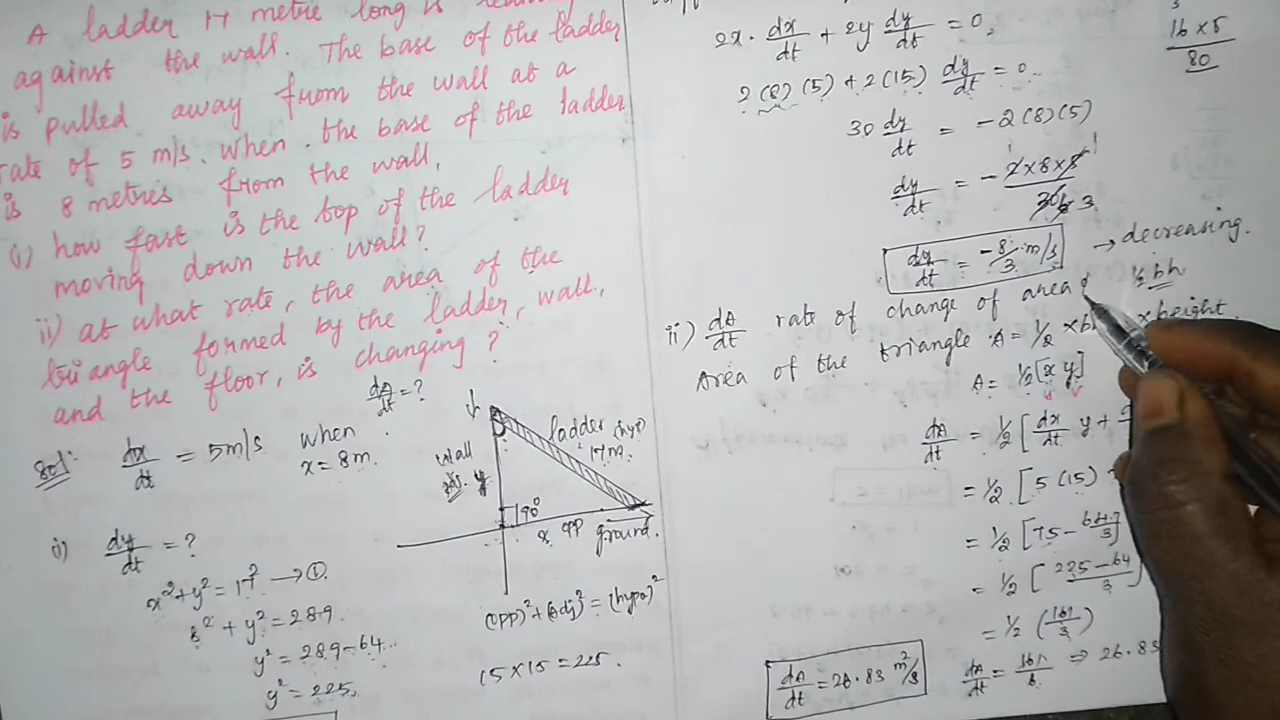 A ladder 17 metre long is
against the wall. The base of the ladder
is pulled away from the wall at a
rate of 5 m/s. When the base of the ladder
is 8 metres from the wall,
(i) how fast is the top of the ladder
moving down the wall?
ii) at what rate, the area of the
triangle formed by the ladder, wall,
and the floor, is changing?
dA/dt = ?
Sol: dx/dt = 5m/s when
x = 8m.
i) dy/dt = ?
x² + y² = 17² → ①.
8² + y² = 289.
y² = 289 - 64
y² = 225,
wall
adj. y
ladder (hyp)
17m.
90°
x opp ground.
(opp)² + (adj)² = (hypo)²
15 × 15 = 225.
2x . dx/dt + 2y dy/dt = 0,
2(8)(5) + 2(15) dy/dt = 0.
30 dy/dt = -2(8)(5)
dy/dt = - 2×8×5 / 30 6 3
1 1
dy/dt = -8/3 m/s → decreasing.
16 × 5
80
ii) dA/dt rate of change of area
½ bh
Area of the triangle A = ½ × × height
A = ½ [x y]
dA/dt = ½ [dx/dt y +
= ½ [5(15)
= ½ [75 - 64/3]
= ½ [225 - 64 / 3]
= ½ (161/3)
dA/dt = 161/6 ⇒ 26.83
dA/dt = 26.83 m²/s